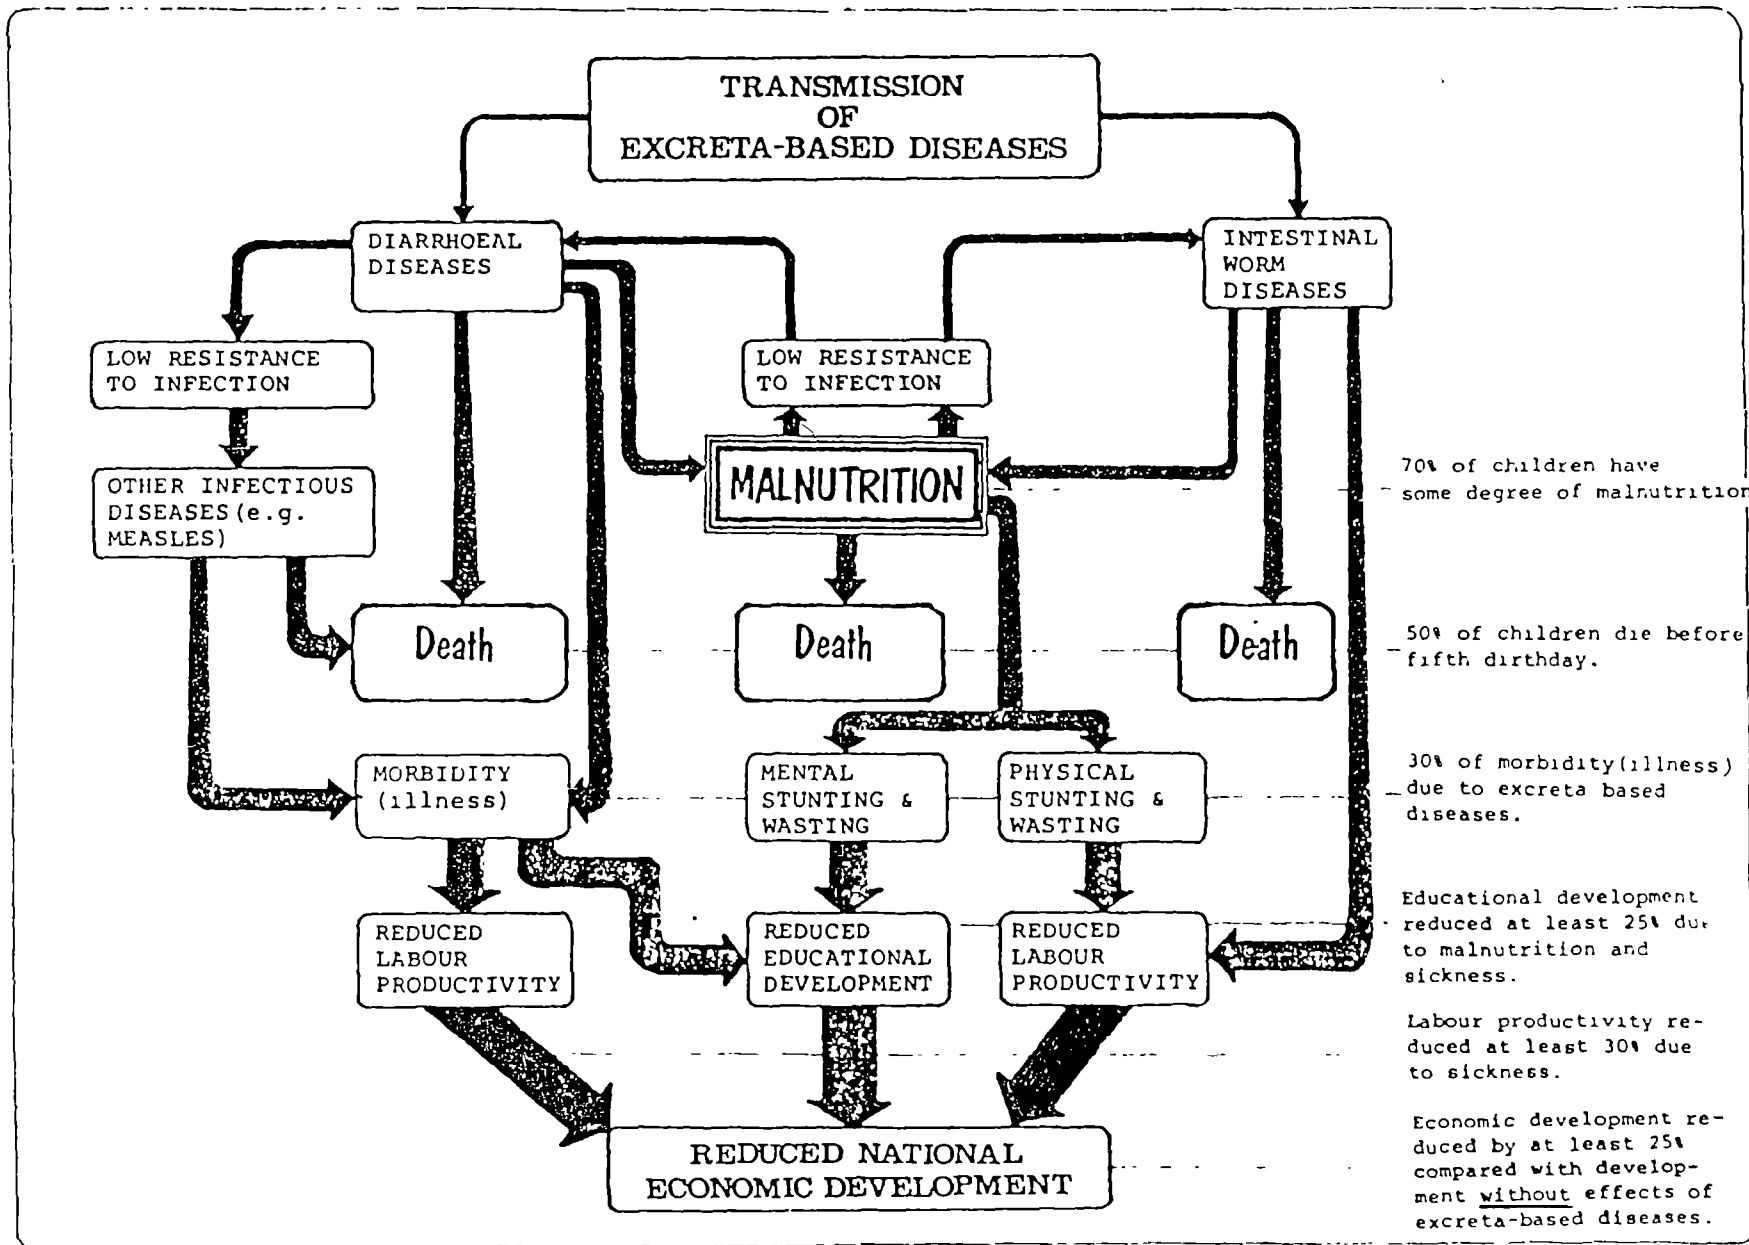 TRANSMISSION
OF
EXCRETA-BASED DISEASES
DIARRHOEAL
DISEASES
INTESTINAL
WORM
DISEASES
LOW RESISTANCE
TO INFECTION
LOW RESISTANCE
TO INFECTION
OTHER INFECTIOUS
DISEASES(e.g.
MEASLES)
MALNUTRITION
70% of children have
some degree of malnutrition
Death
Death
Death
50% of children die before
fifth dirthday.
MORBIDITY
(illness)
MENTAL
STUNTING &
WASTING
PHYSICAL
STUNTING &
WASTING
30% of morbidity(illness)
due to excreta based
diseases.
REDUCED
LABOUR
PRODUCTIVITY
REDUCED
EDUCATIONAL
DEVELOPMENT
REDUCED
LABOUR
PRODUCTIVITY
Educational development
reduced at least 25% due
to malnutrition and
sickness.
Labour productivity re-
duced at least 30% due
to sickness.
REDUCED NATIONAL
ECONOMIC DEVELOPMENT
Economic development re-
duced by at least 25%
compared with develop-
ment without effects of
excreta-based diseases.